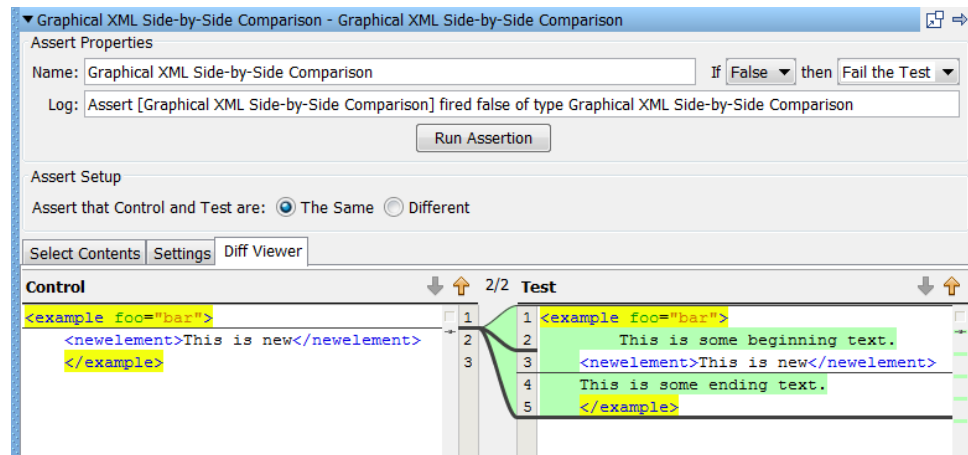 Graphical XML Side-by-Side Comparison - Graphical XML Side-by-Side Comparison
Assert Properties
Name: Graphical XML Side-by-Side Comparison If False then Fail the Test
Log: Assert [Graphical XML Side-by-Side Comparison] fired false of type Graphical XML Side-by-Side Comparison
Run Assertion
Assert Setup
Assert that Control and Test are: The Same Different
Select Contents Settings Diff Viewer
Control 2/2 Test
<example foo="bar"> 1 1 <example foo="bar">
<newelement>This is new</newelement> 2 2 This is some beginning text.
</example> 3 3 <newelement>This is new</newelement>
4 This is some ending text.
5 </example>